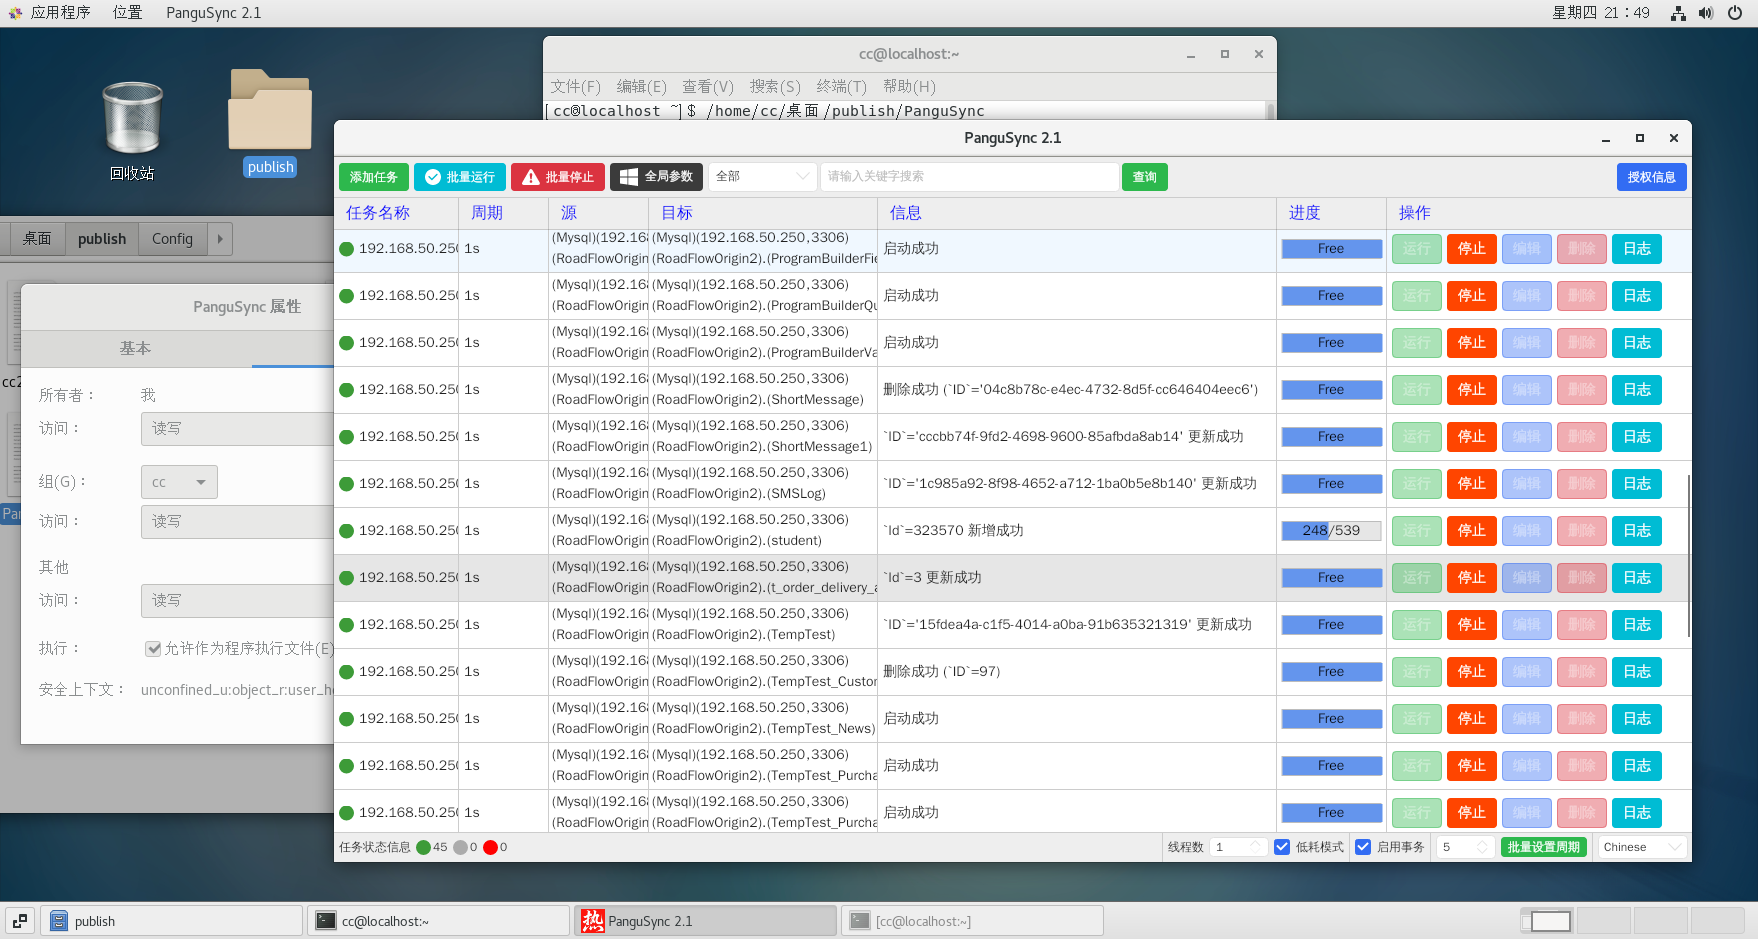 应用程序 位置 PanguSync 2.1 星期四 21：49
回收站
publish
cc@localhost:~
文件(F) 编辑(E) 查看(V) 搜索(S) 终端(T) 帮助(H)
[cc@localhost ~]$ /home/cc/桌面/publish/PanguSync
桌面 publish Config
PanguSync 属性
基本
所有者： 我
访问： 读写
组(G)： cc
访问： 读写
其他
访问： 读写
执行： 允许作为程序执行文件(E)
安全上下文： unconfined_u:object_r:user_h
PanguSync 2.1
添加任务 批量运行 批量停止 全局参数 全部 请输入关键字搜索 查询 授权信息
任务名称 周期 源 目标 信息 进度 操作
192.168.50.250 1s (Mysql)(192.168 (Mysql)(192.168.50.250,3306) 启动成功 Free 运行 停止 编辑 删除 日志
(RoadFlowOrigin (RoadFlowOrigin2).(ProgramBuilderFie
192.168.50.250 1s (Mysql)(192.168 (Mysql)(192.168.50.250,3306) 启动成功 Free 运行 停止 编辑 删除 日志
(RoadFlowOrigin (RoadFlowOrigin2).(ProgramBuilderQu
192.168.50.250 1s (Mysql)(192.168 (Mysql)(192.168.50.250,3306) 启动成功 Free 运行 停止 编辑 删除 日志
(RoadFlowOrigin (RoadFlowOrigin2).(ProgramBuilderVa
192.168.50.250 1s (Mysql)(192.168 (Mysql)(192.168.50.250,3306) 删除成功 (`ID`='04c8b78c-e4ec-4732-8d5f-cc646404eec6') Free 运行 停止 编辑 删除 日志
(RoadFlowOrigin (RoadFlowOrigin2).(ShortMessage)
192.168.50.250 1s (Mysql)(192.168 (Mysql)(192.168.50.250,3306) `ID`='cccbb74f-9fd2-4698-9600-85afbda8ab14' 更新成功 Free 运行 停止 编辑 删除 日志
(RoadFlowOrigin (RoadFlowOrigin2).(ShortMessage1)
192.168.50.250 1s (Mysql)(192.168 (Mysql)(192.168.50.250,3306) `ID`='1c985a92-8f98-4652-a712-1ba0b5e8b140' 更新成功 Free 运行 停止 编辑 删除 日志
(RoadFlowOrigin (RoadFlowOrigin2).(SMSLog)
192.168.50.250 1s (Mysql)(192.168 (Mysql)(192.168.50.250,3306) `Id`=323570 新增成功 248/539 运行 停止 编辑 删除 日志
(RoadFlowOrigin (RoadFlowOrigin2).(student)
192.168.50.250 1s (Mysql)(192.168 (Mysql)(192.168.50.250,3306) `Id`=3 更新成功 Free 运行 停止 编辑 删除 日志
(RoadFlowOrigin (RoadFlowOrigin2).(t_order_delivery_a
192.168.50.250 1s (Mysql)(192.168 (Mysql)(192.168.50.250,3306) `ID`='15fdea4a-c1f5-4014-a0ba-91b635321319' 更新成功 Free 运行 停止 编辑 删除 日志
(RoadFlowOrigin (RoadFlowOrigin2).(TempTest)
192.168.50.250 1s (Mysql)(192.168 (Mysql)(192.168.50.250,3306) 删除成功 (`ID`=97) Free 运行 停止 编辑 删除 日志
(RoadFlowOrigin (RoadFlowOrigin2).(TempTest_Custon
192.168.50.250 1s (Mysql)(192.168 (Mysql)(192.168.50.250,3306) 启动成功 Free 运行 停止 编辑 删除 日志
(RoadFlowOrigin (RoadFlowOrigin2).(TempTest_News)
192.168.50.250 1s (Mysql)(192.168 (Mysql)(192.168.50.250,3306) 启动成功 Free 运行 停止 编辑 删除 日志
(RoadFlowOrigin (RoadFlowOrigin2).(TempTest_Purcha
192.168.50.250 1s (Mysql)(192.168 (Mysql)(192.168.50.250,3306) 启动成功 Free 运行 停止 编辑 删除 日志
(RoadFlowOrigin (RoadFlowOrigin2).(TempTest_Purcha
任务状态信息 45 0 0 线程数 1 低耗模式 启用事务 5 批量设置周期 Chinese
publish cc@localhost:~ 热 PanguSync 2.1 [cc@localhost:~]